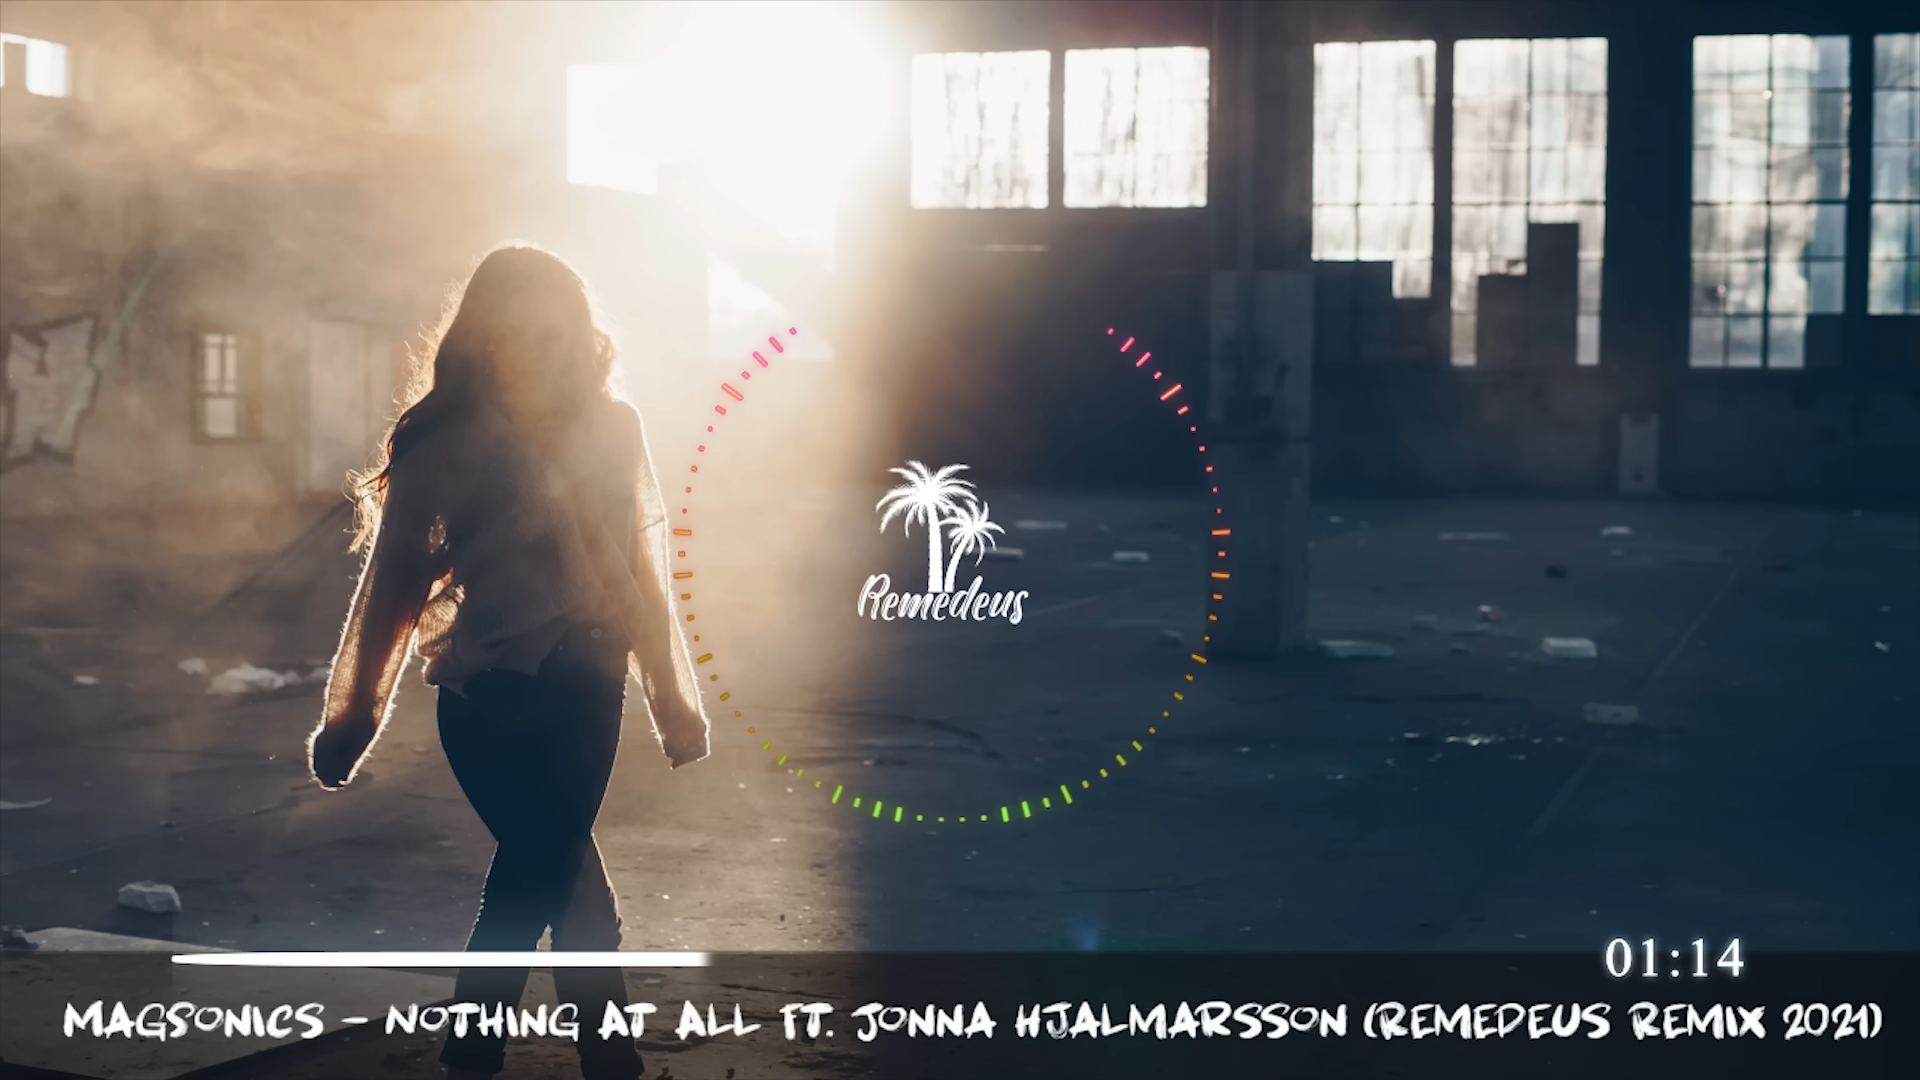 Remedeus
01:14
MAGSONICS - NOTHING AT ALL FT. JONNA HJALMARSSON (REMEDEUS REMIX 2021)